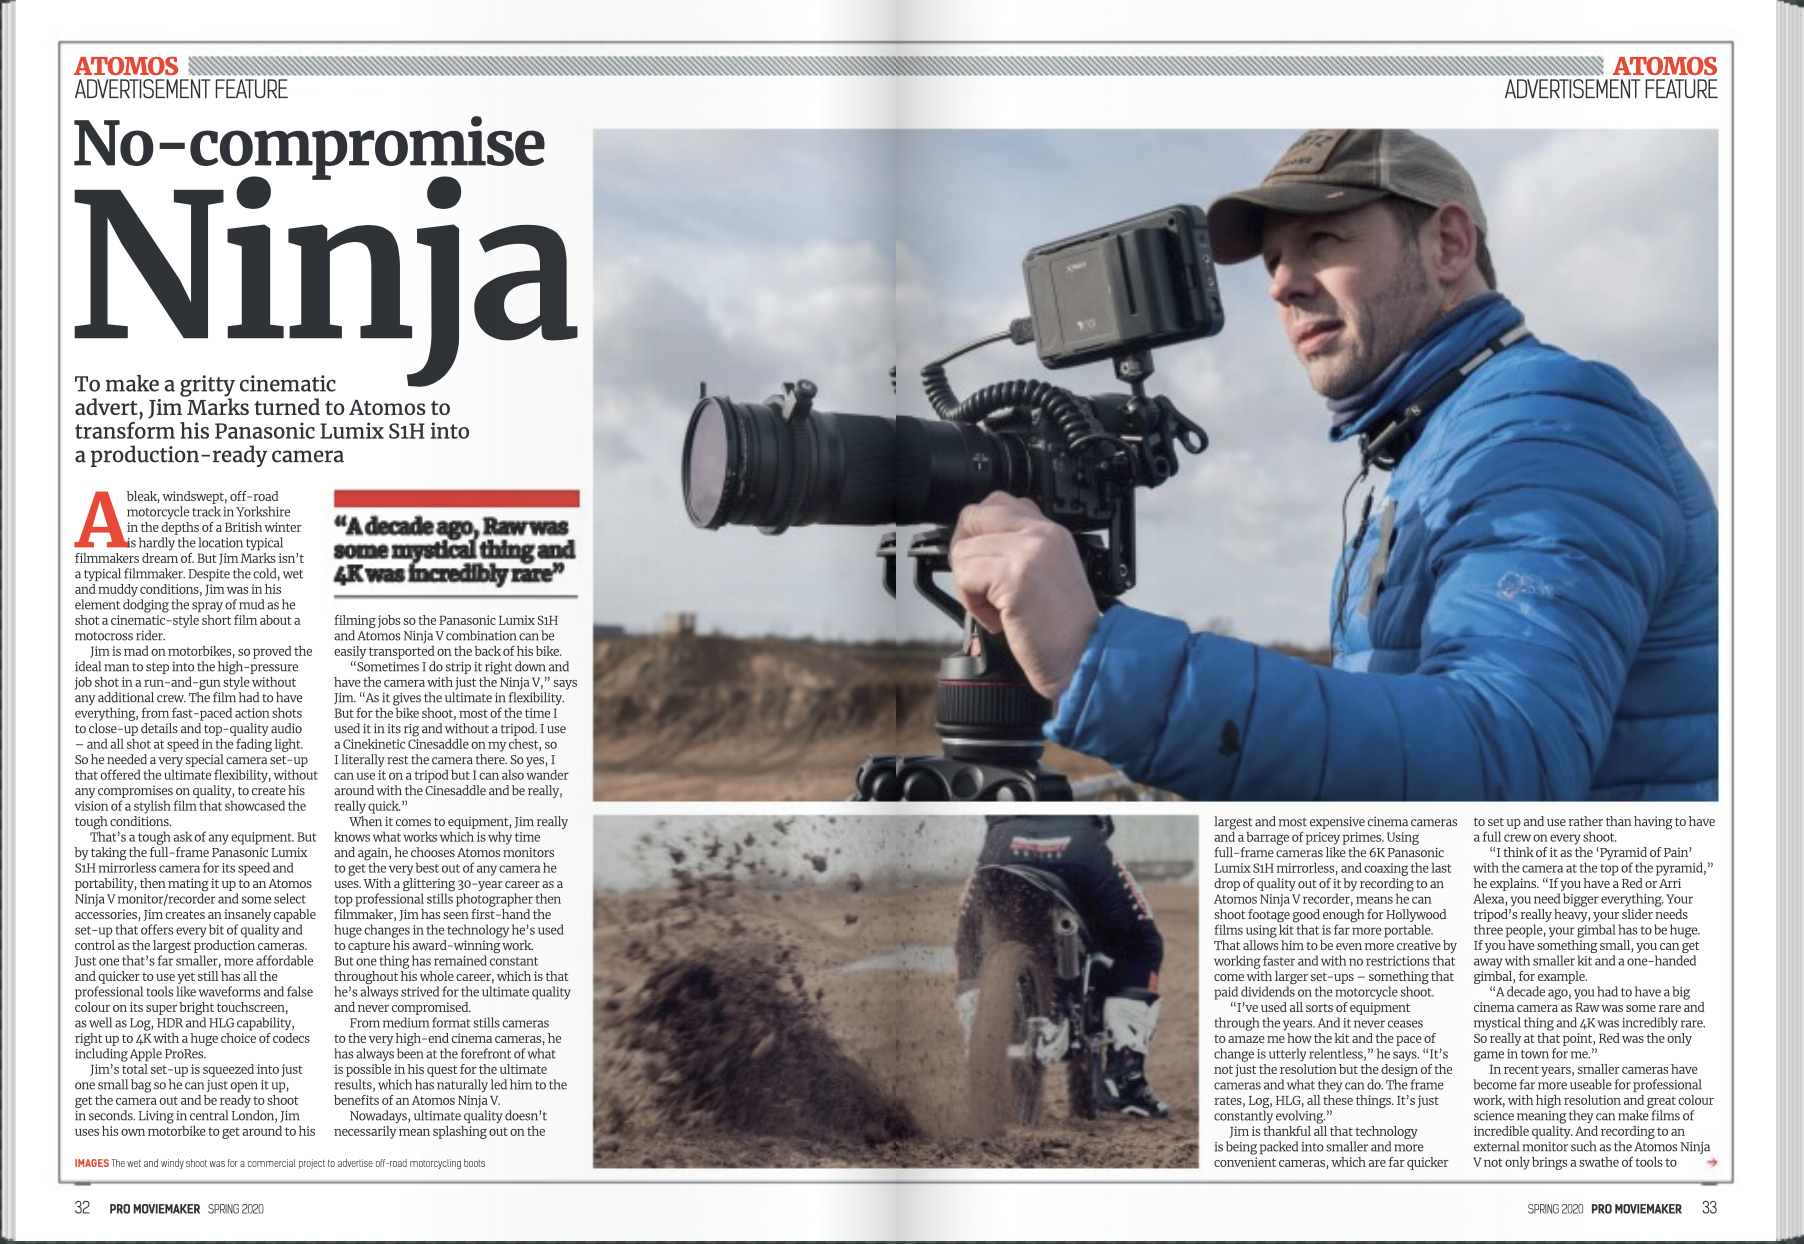 ATOMOS
ADVERTISEMENT FEATURE
ATOMOS
ADVERTISEMENT FEATURE
No-compromise
Ninja
To make a gritty cinematic
advert, Jim Marks turned to Atomos to
transform his Panasonic Lumix S1H into
a production-ready camera
A bleak, windswept, off-road
motorcycle track in Yorkshire
in the depths of a British winter
is hardly the location typical
filmmakers dream of. But Jim Marks isn't
a typical filmmaker. Despite the cold, wet
and muddy conditions, Jim was in his
element dodging the spray of mud as he
shot a cinematic-style short film about a
motocross rider.
Jim is mad on motorbikes, so proved the
ideal man to step into the high-pressure
job shot in a run-and-gun style without
any additional crew. The film had to have
everything, from fast-paced action shots
to close-up details and top-quality audio
– and all shot at speed in the fading light.
So he needed a very special camera set-up
that offered the ultimate flexibility, without
any compromises on quality, to create his
vision of a stylish film that showcased the
tough conditions.
That's a tough ask of any equipment. But
by taking the full-frame Panasonic Lumix
S1H mirrorless camera for its speed and
portability, then mating it up to an Atomos
Ninja V monitor/recorder and some select
accessories, Jim creates an insanely capable
set-up that offers every bit of quality and
control as the largest production cameras.
Just one that's far smaller, more affordable
and quicker to use yet still has all the
professional tools like waveforms and false
colour on its super bright touchscreen,
as well as Log, HDR and HLG capability,
right up to 4K with a huge choice of codecs
including Apple ProRes.
Jim's total set-up is squeezed into just
one small bag so he can just open it up,
get the camera out and be ready to shoot
in seconds. Living in central London, Jim
uses his own motorbike to get around to his
"A decade ago, Raw was
some mystical thing and
4K was incredibly rare"
filming jobs so the Panasonic Lumix S1H
and Atomos Ninja V combination can be
easily transported on the back of his bike.
"Sometimes I do strip it right down and
have the camera with just the Ninja V," says
Jim. "As it gives the ultimate in flexibility.
But for the bike shoot, most of the time I
used it in its rig and without a tripod. I use
a Cinekinetic Cinesaddle on my chest, so
I literally rest the camera there. So yes, I
can use it on a tripod but I can also wander
around with the Cinesaddle and be really,
really quick."
When it comes to equipment, Jim really
knows what works which is why time
and again, he chooses Atomos monitors
to get the very best out of any camera he
uses. With a glittering 30-year career as a
top professional stills photographer then
filmmaker, Jim has seen first-hand the
huge changes in the technology he's used
to capture his award-winning work.
But one thing has remained constant
throughout his whole career, which is that
he's always strived for the ultimate quality
and never compromised.
From medium format stills cameras
to the very high-end cinema cameras, he
has always been at the forefront of what
is possible in his quest for the ultimate
results, which has naturally led him to the
benefits of an Atomos Ninja V.
Nowadays, ultimate quality doesn't
necessarily mean splashing out on the
largest and most expensive cinema cameras
and a barrage of pricey primes. Using
full-frame cameras like the 6K Panasonic
Lumix S1H mirrorless, and coaxing the last
drop of quality out of it by recording to an
Atomos Ninja V recorder, means he can
shoot footage good enough for Hollywood
films using kit that is far more portable.
That allows him to be even more creative by
working faster and with no restrictions that
come with larger set-ups – something that
paid dividends on the motorcycle shoot.
"I've used all sorts of equipment
through the years. And it never ceases
to amaze me how the kit and the pace of
change is utterly relentless," he says. "It's
not just the resolution but the design of the
cameras and what they can do. The frame
rates, Log, HLG, all these things. It's just
constantly evolving."
Jim is thankful all that technology
is being packed into smaller and more
convenient cameras, which are far quicker
to set up and use rather than having to have
a full crew on every shoot.
"I think of it as the 'Pyramid of Pain'
with the camera at the top of the pyramid,"
he explains. "If you have a Red or Arri
Alexa, you need bigger everything. Your
tripod's really heavy, your slider needs
three people, your gimbal has to be huge.
If you have something small, you can get
away with smaller kit and a one-handed
gimbal, for example.
"A decade ago, you had to have a big
cinema camera as Raw was some rare and
mystical thing and 4K was incredibly rare.
So really at that point, Red was the only
game in town for me."
In recent years, smaller cameras have
become far more useable for professional
work, with high resolution and great colour
science meaning they can make films of
incredible quality. And recording to an
external monitor such as the Atomos Ninja
V not only brings a swathe of tools to
IMAGES The wet and windy shoot was for a commercial project to advertise off-road motorcycling boots
32 PRO MOVIEMAKER SPRING 2020
SPRING 2020 PRO MOVIEMAKER 33